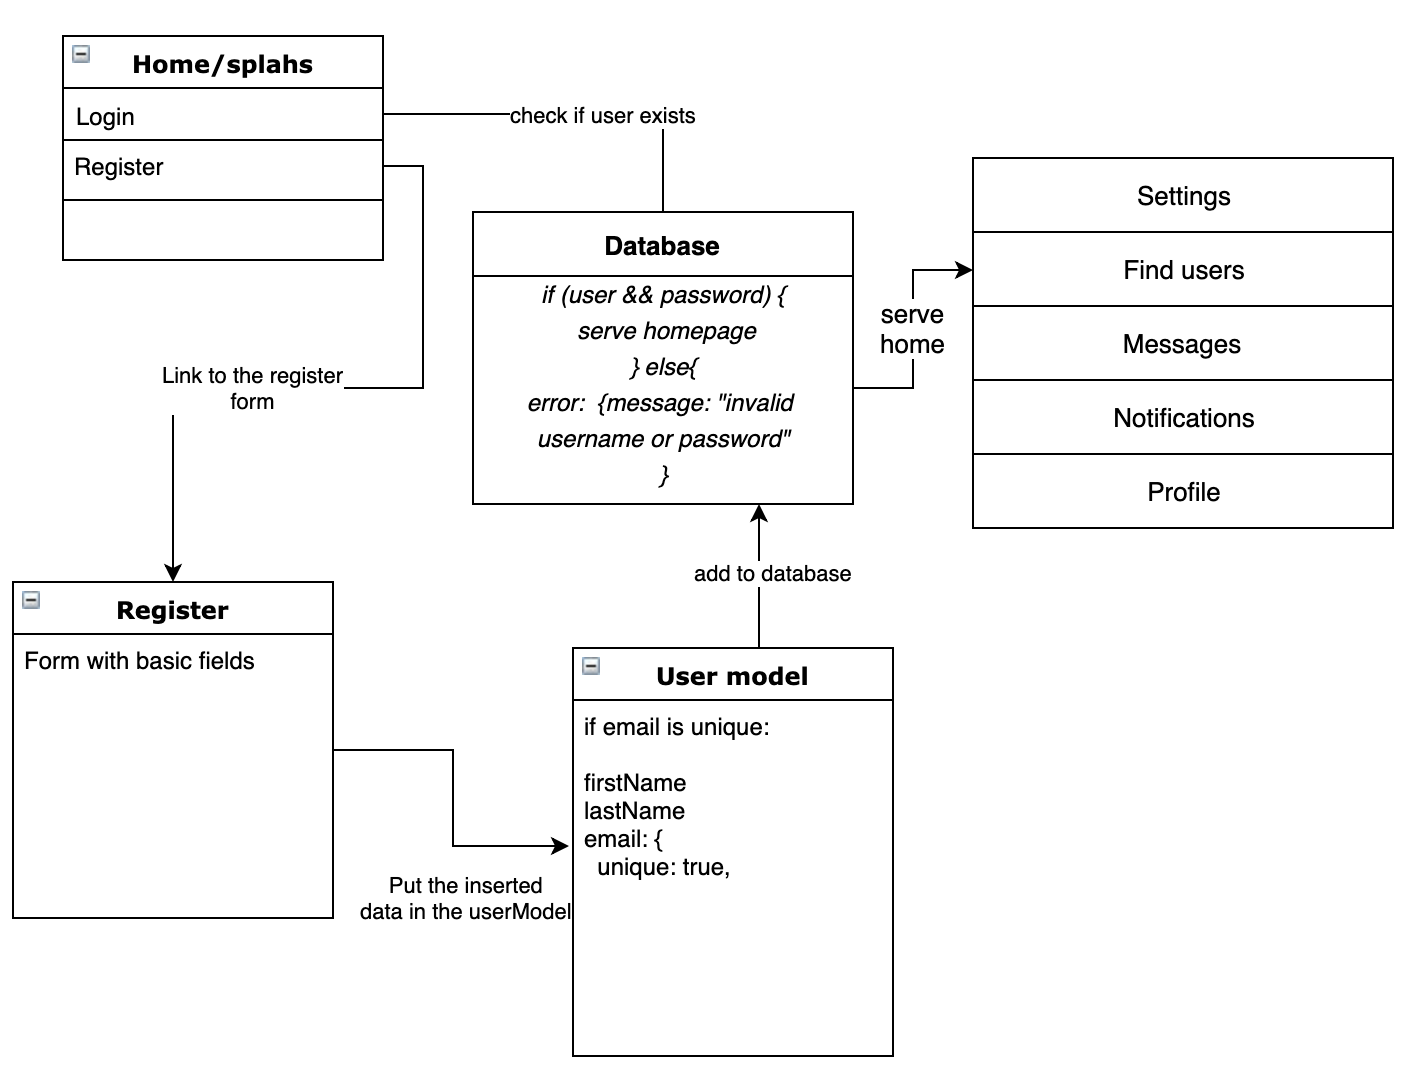 Home/splahs
Login
Register
check if user exists
Database
if (user && password) {
serve homepage
} else{
error:  {message: "invalid
username or password"
}
serve
home
Settings
Find users
Messages
Notifications
Profile
Link to the register
form
Register
Form with basic fields
add to database
User model
if email is unique:
firstName
lastName
email: {
  unique: true,
Put the inserted
data in the userModel